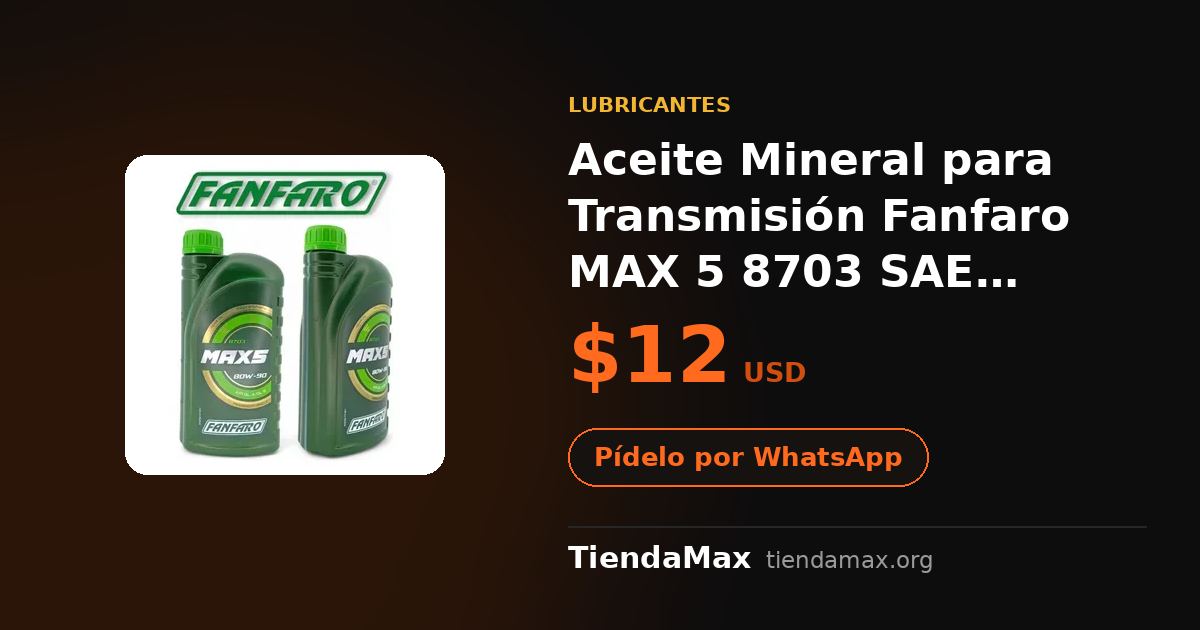 LUBRICANTES
Aceite Mineral para
Transmisión Fanfaro
MAX 5 8703 SAE...
$12 USD
Pídelo por WhatsApp
TiendaMax tiendamax.org
FANFARO
8703
MAX5
80W-90
FANFARO
MAX5
FANFARO